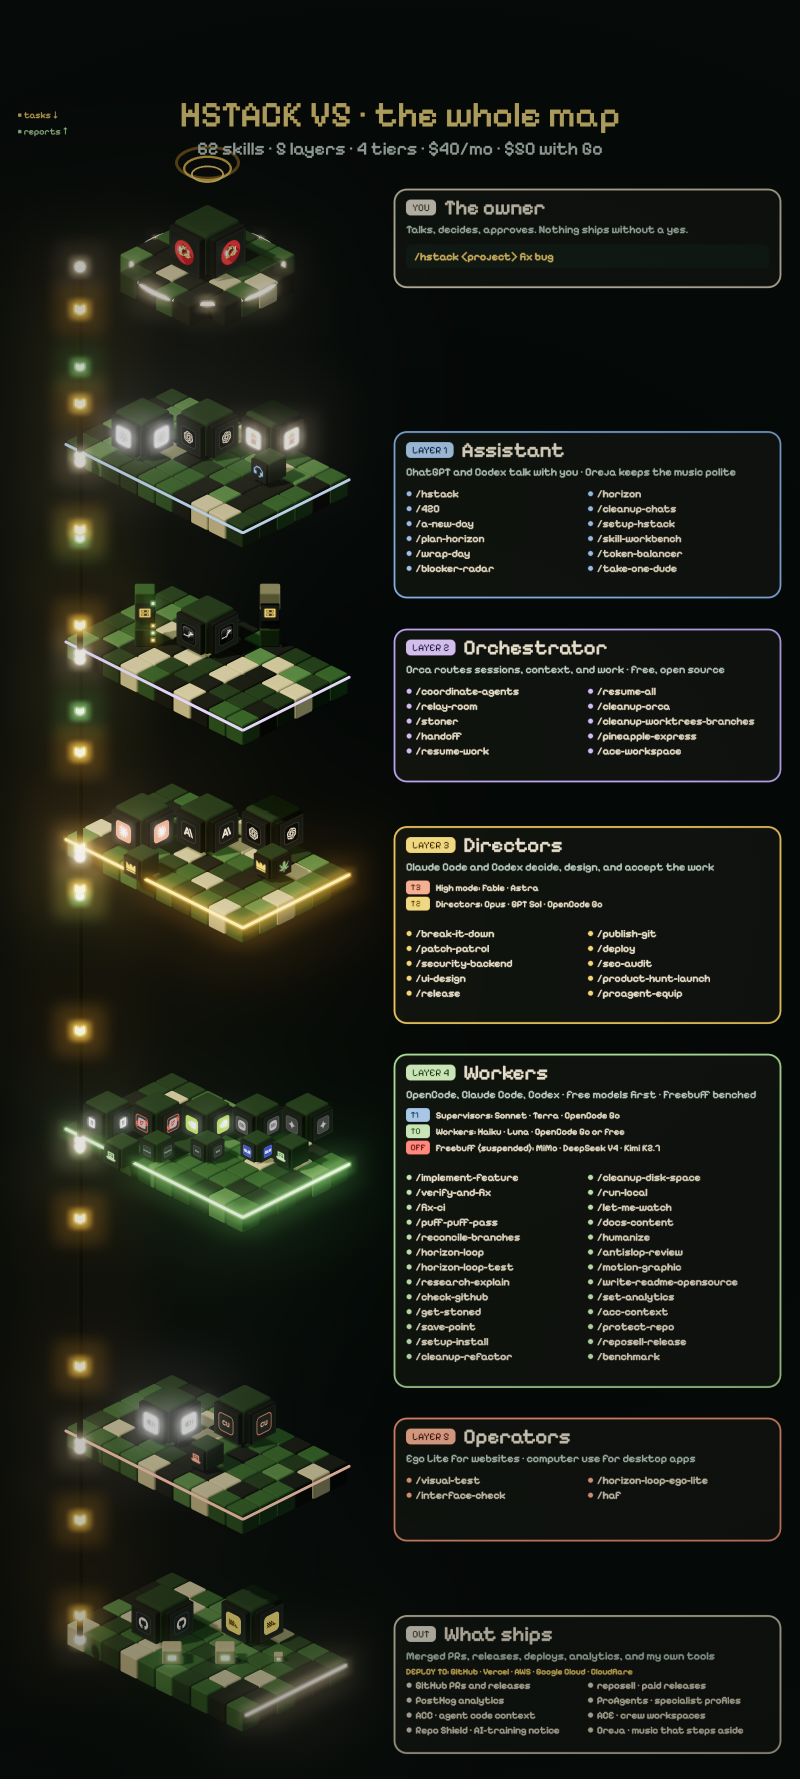 tasks ↓
reports ↑
HSTACK VS · the whole map
62 skills · 5 layers · 4 tiers · $40/mo · $50 with Go
YOU The owner
Talks, decides, approves. Nothing ships without a yes.
/hstack <project> fix bug
LAYER 1 Assistant
ChatGPT and Codex talk with you · Oreja keeps the music polite
/hstack
/horizon
/420
/cleanup-chats
/a-new-day
/setup-hstack
/plan-horizon
/skill-workbench
/wrap-day
/token-balancer
/blocker-radar
/take-one-dude
LAYER 2 Orchestrator
Orca routes sessions, context, and work · free, open source
/coordinate-agents
/resume-all
/relay-room
/cleanup-orca
/stoner
/cleanup-worktrees-branches
/handoff
/pineapple-express
/resume-work
/ace-workspace
LAYER 3 Directors
Claude Code and Codex decide, design, and accept the work
T3 High mode: Fable · Astra
T2 Directors: Opus · GPT Sol · OpenCode Go
/break-it-down
/publish-git
/patch-patrol
/deploy
/security-backend
/seo-audit
/ui-design
/product-hunt-launch
/release
/proagent-equip
LAYER 4 Workers
OpenCode, Claude Code, Codex · free models first · Freebuff benched
T1 Supervisors: Sonnet · Terra · OpenCode Go
T0 Workers: Haiku · Luna · OpenCode Go or free
OFF Freebuff (suspended): MiMo · DeepSeek V4 · Kimi K2.7
/implement-feature
/cleanup-disk-space
/verify-and-fix
/run-local
/fix-ci
/let-me-watch
/puff-puff-pass
/docs-content
/reconcile-branches
/humanize
/horizon-loop
/antislop-review
/horizon-loop-test
/motion-graphic
/research-explain
/write-readme-opensource
/check-github
/set-analytics
/get-stoned
/acc-context
/save-point
/protect-repo
/setup-install
/reposell-release
/cleanup-refactor
/benchmark
LAYER 5 Operators
Ego Lite for websites · computer use for desktop apps
/visual-test
/horizon-loop-ego-lite
/interface-check
/haf
OUT What ships
Merged PRs, releases, deploys, analytics, and my own tools
DEPLOY TO: GitHub · Vercel · AWS · Google Cloud · Cloudflare
GitHub PRs and releases
reposell · paid releases
PostHog analytics
ProAgents · specialist profiles
ACC · agent code context
ACE · crew workspaces
Repo Shield · AI-training notice
Oreja · music that steps aside